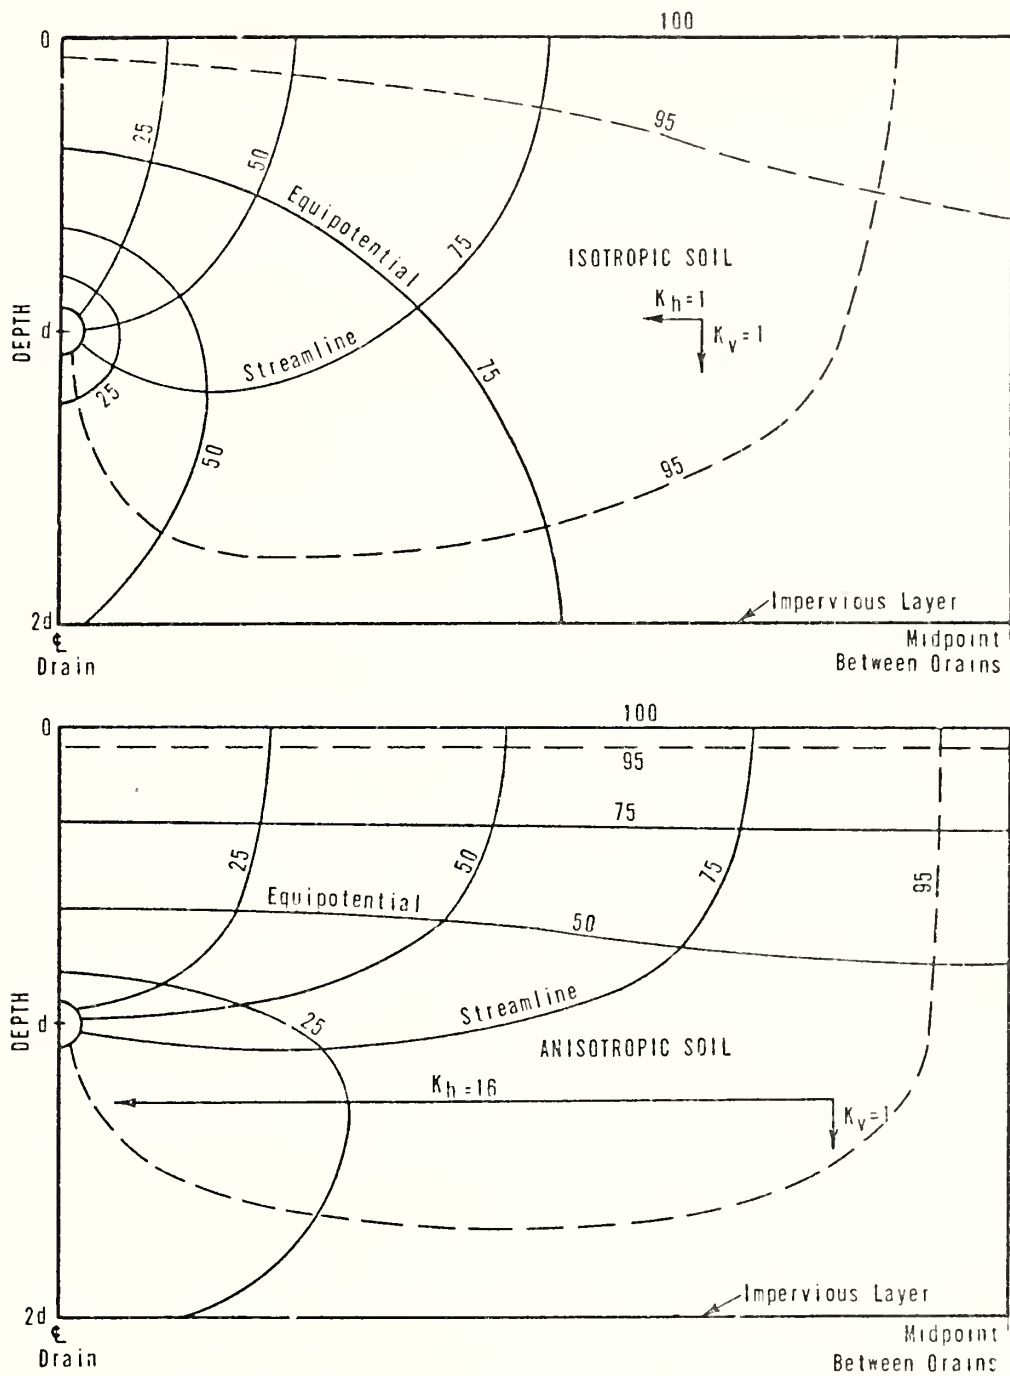 100
0
95
25
50
Equipotential
75
ISOTROPIC SOIL
Kh=1
Kv=1
DEPTH
d
Streamline
75
25
50
95
Impervious Layer
2d
℄
Drain
Midpoint
Between Drains
100
0
95
75
25
50
75
95
Equipotential
50
DEPTH
d
25
Streamline
ANISOTROPIC SOIL
Kh=16
Kv=1
Impervious Layer
2d
℄
Drain
Midpoint
Between Drains